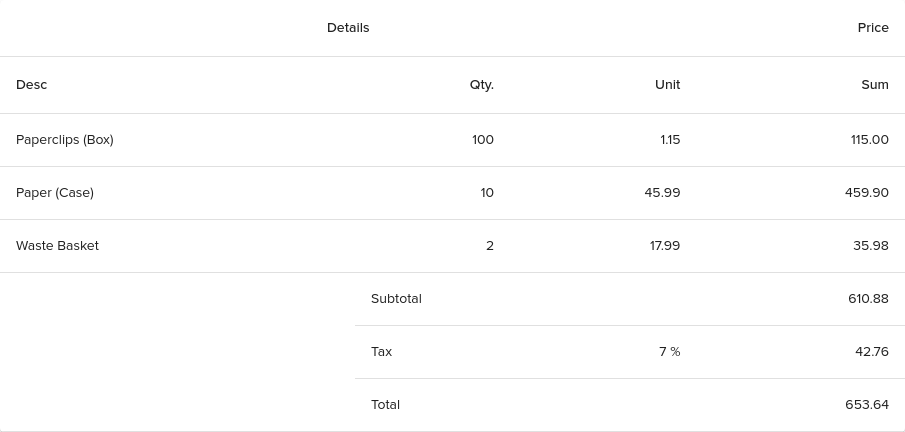 Details Price
Desc Qty. Unit Sum
Paperclips (Box) 100 1.15 115.00
Paper (Case) 10 45.99 459.90
Waste Basket 2 17.99 35.98
Subtotal 610.88
Tax 7 % 42.76
Total 653.64